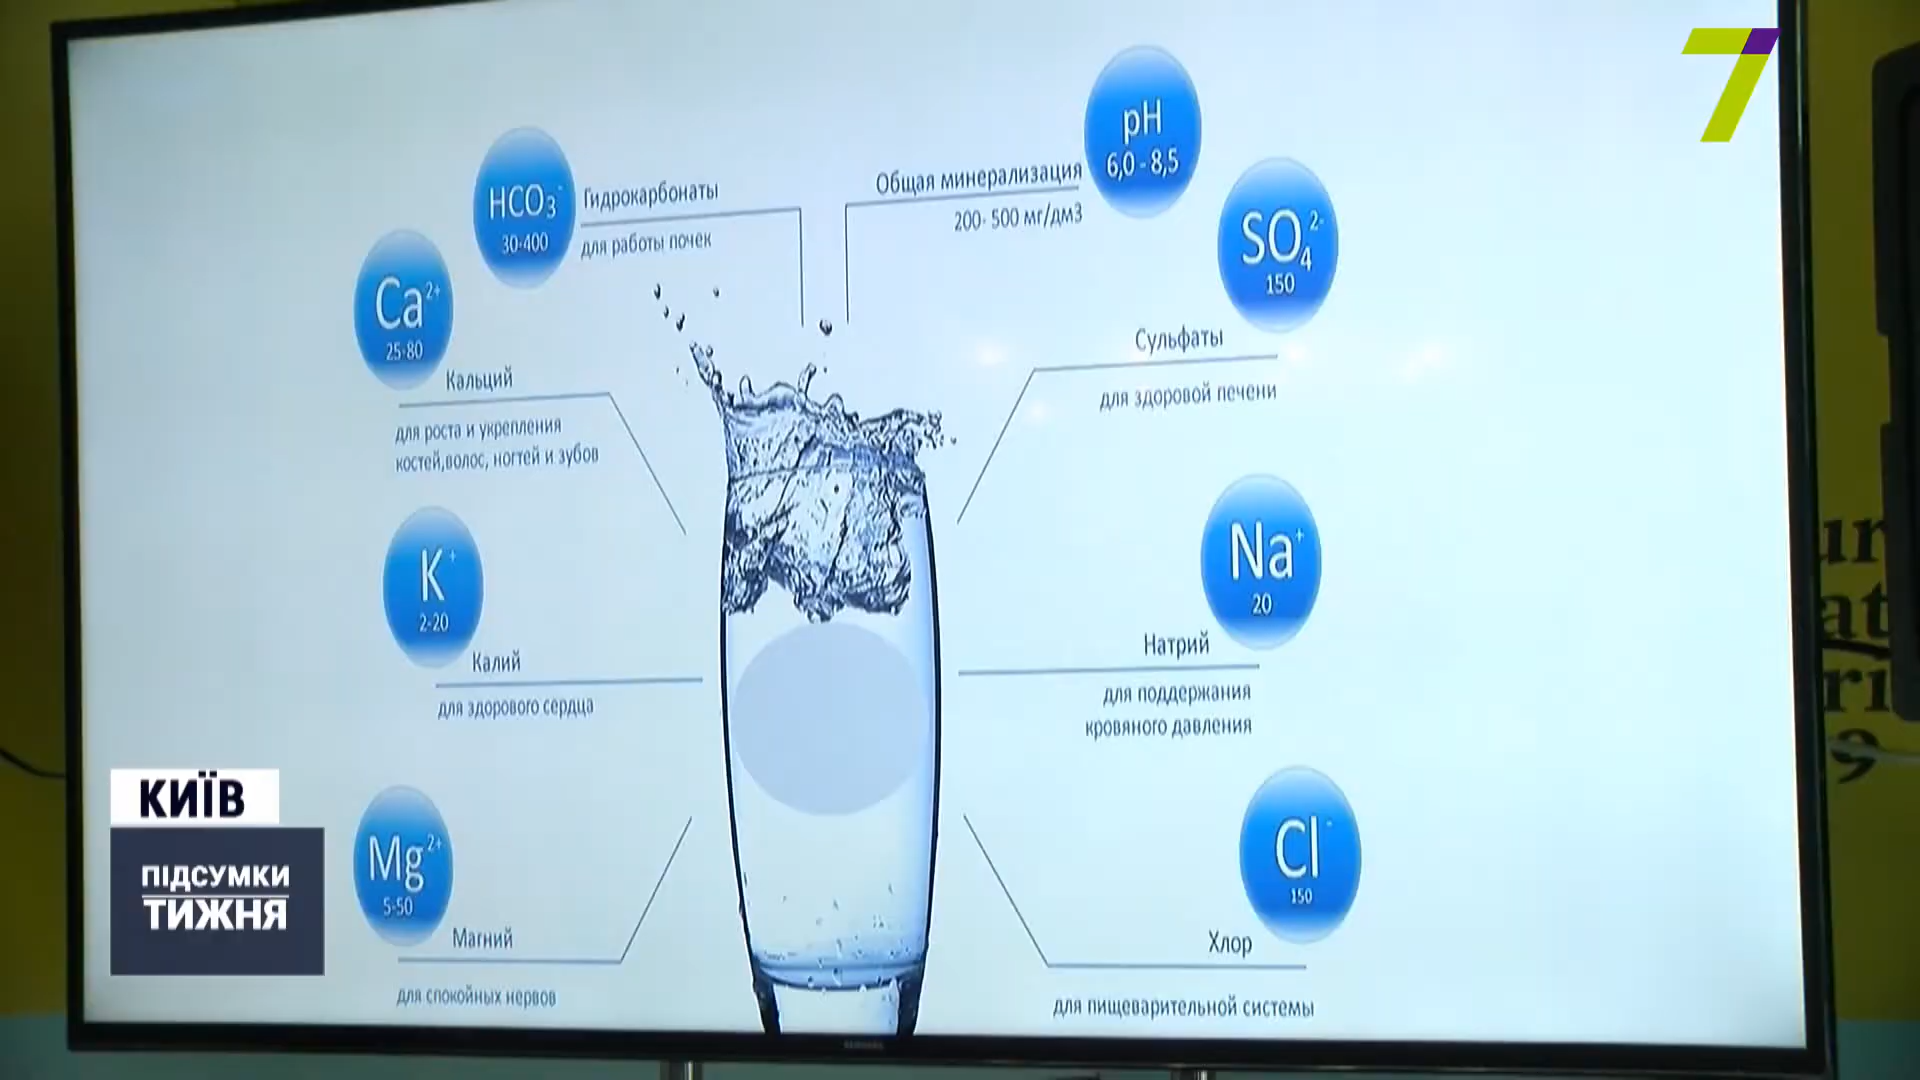 7
pH
6,0 - 8,5
HCO₃⁻
30-400
Гидрокарбонаты
для работы почек
Общая минерализация
200- 500 мг/дм3
SO₄²⁻
150
Сульфаты
для здоровой печени
Ca²⁺
25-80
Кальций
для роста и укрепления
костей,волос, ногтей и зубов
K⁺
2-20
Калий
для здорового сердца
Na⁺
20
Натрий
для поддержания
кровяного давления
Mg²⁺
5-50
Магний
для спокойных нервов
Cl⁻
150
Хлор
для пищеварительной системы
КИЇВ
ПІДСУМКИ
ТИЖНЯ
SAMSUNG